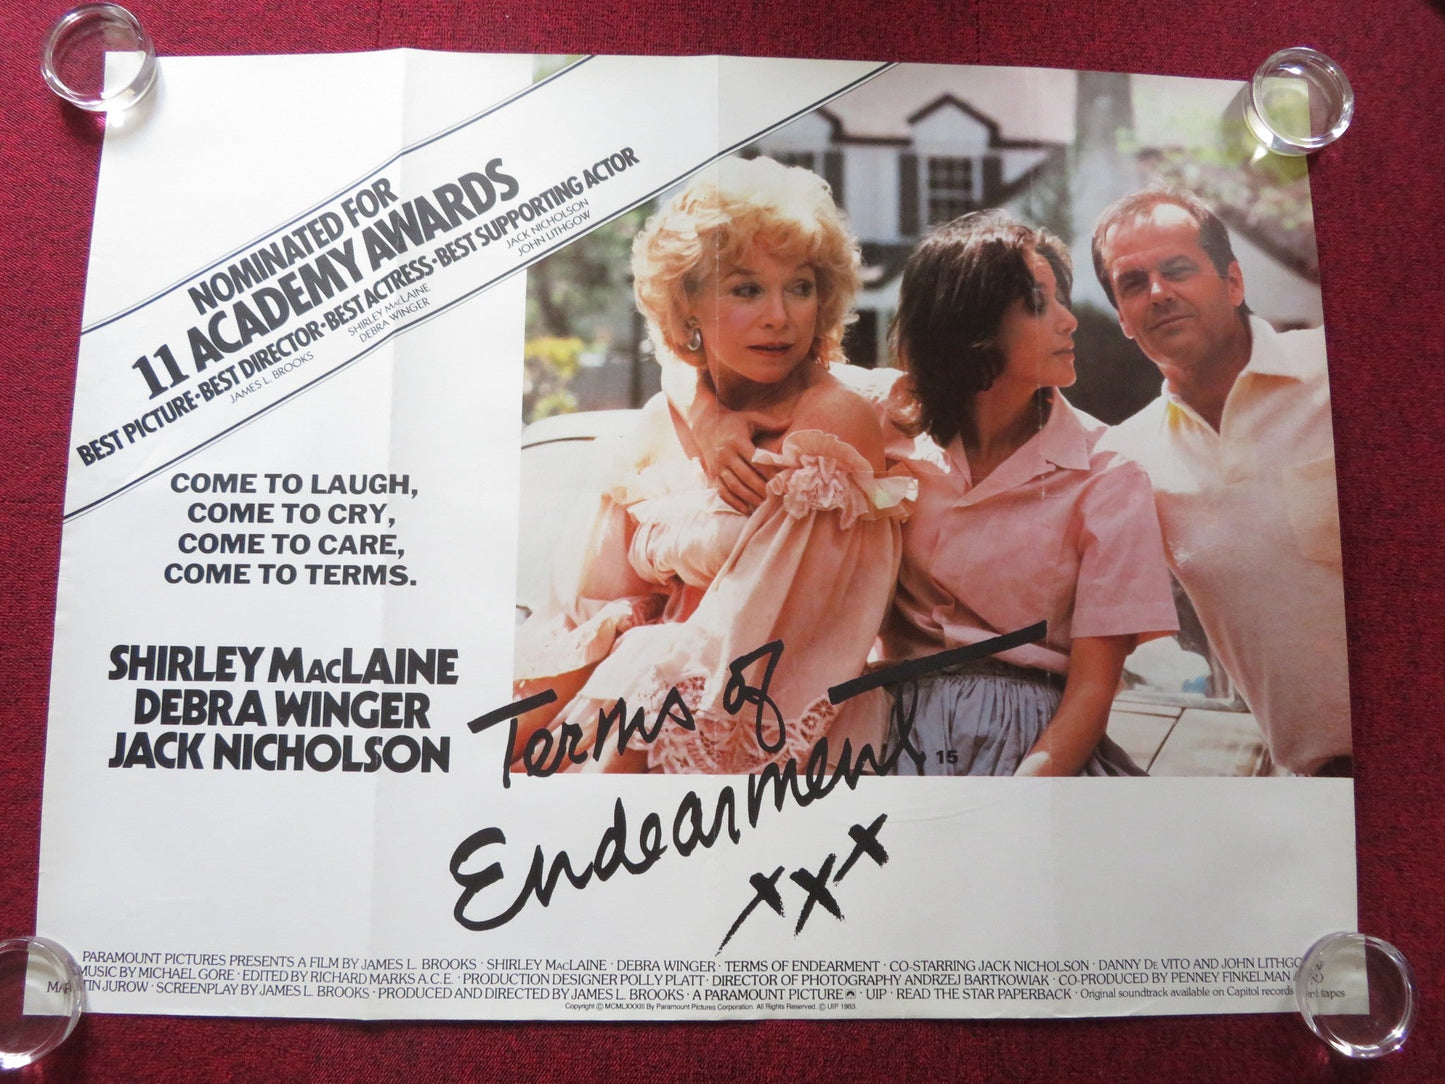 NOMINATED FOR
11 ACADEMY AWARDS
BEST PICTURE · BEST DIRECTOR · BEST ACTRESS · BEST SUPPORTING ACTOR
JAMES L. BROOKS
SHIRLEY MacLAINE
DEBRA WINGER
JACK NICHOLSON
JOHN LITHGOW
COME TO LAUGH,
COME TO CRY,
COME TO CARE,
COME TO TERMS.
SHIRLEY MacLAINE
DEBRA WINGER
JACK NICHOLSON
Terms of
Endearment
xxx
15
PARAMOUNT PICTURES PRESENTS A FILM BY JAMES L. BROOKS · SHIRLEY MacLAINE · DEBRA WINGER · TERMS OF ENDEARMENT · CO-STARRING JACK NICHOLSON · DANNY De VITO AND JOHN LITHGOW
MUSIC BY MICHAEL GORE · EDITED BY RICHARD MARKS A.C.E. · PRODUCTION DESIGNER POLLY PLATT · DIRECTOR OF PHOTOGRAPHY ANDRZEJ BARTKOWIAK · CO-PRODUCED BY PENNEY FINKELMAN
MARTIN JUROW · SCREENPLAY BY JAMES L. BROOKS · PRODUCED AND DIRECTED BY JAMES L. BROOKS · A PARAMOUNT PICTURE · UIP · READ THE STAR PAPERBACK · Original soundtrack available on Capitol records and tapes
Copyright © MCMLXXXIII By Paramount Pictures Corporation. All Rights Reserved. © UIP 1983.